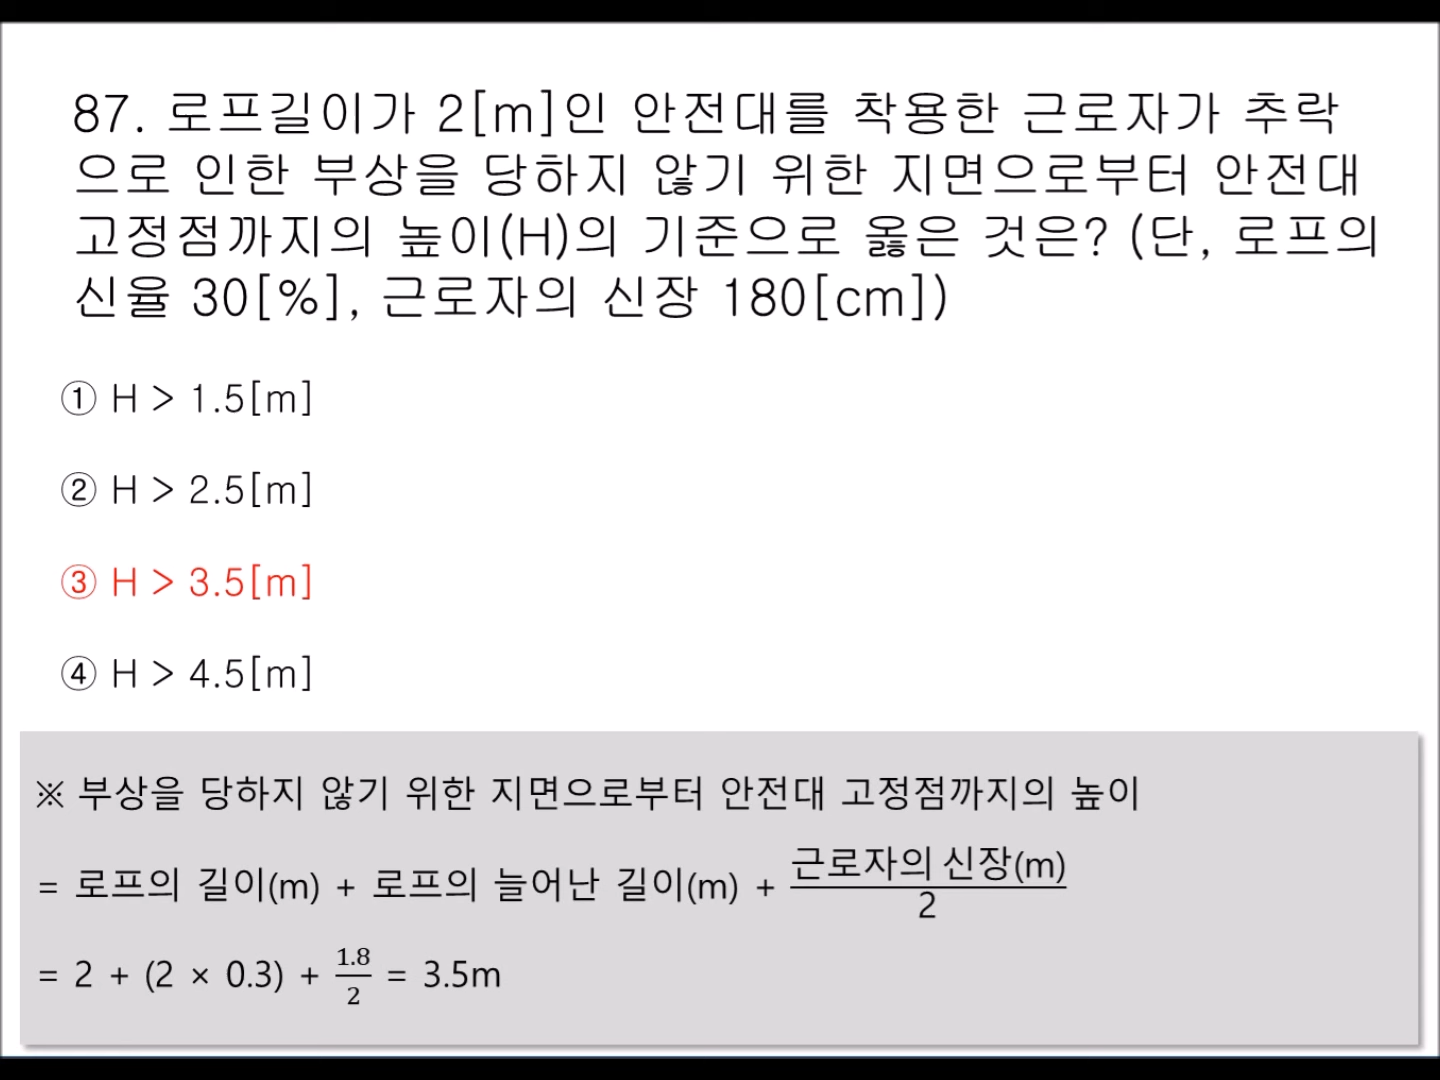 87. 로프길이가 2[m]인 안전대를 착용한 근로자가 추락
으로 인한 부상을 당하지 않기 위한 지면으로부터 안전대
고정점까지의 높이(H)의 기준으로 옳은 것은? (단, 로프의
신율 30[%], 근로자의 신장 180[cm])
① H > 1.5[m]
② H > 2.5[m]
③ H > 3.5[m]
④ H > 4.5[m]
※ 부상을 당하지 않기 위한 지면으로부터 안전대 고정점까지의 높이
= 로프의 길이(m) + 로프의 늘어난 길이(m) + 근로자의 신장(m)/2
= 2 + (2 × 0.3) + 1.8/2 = 3.5m